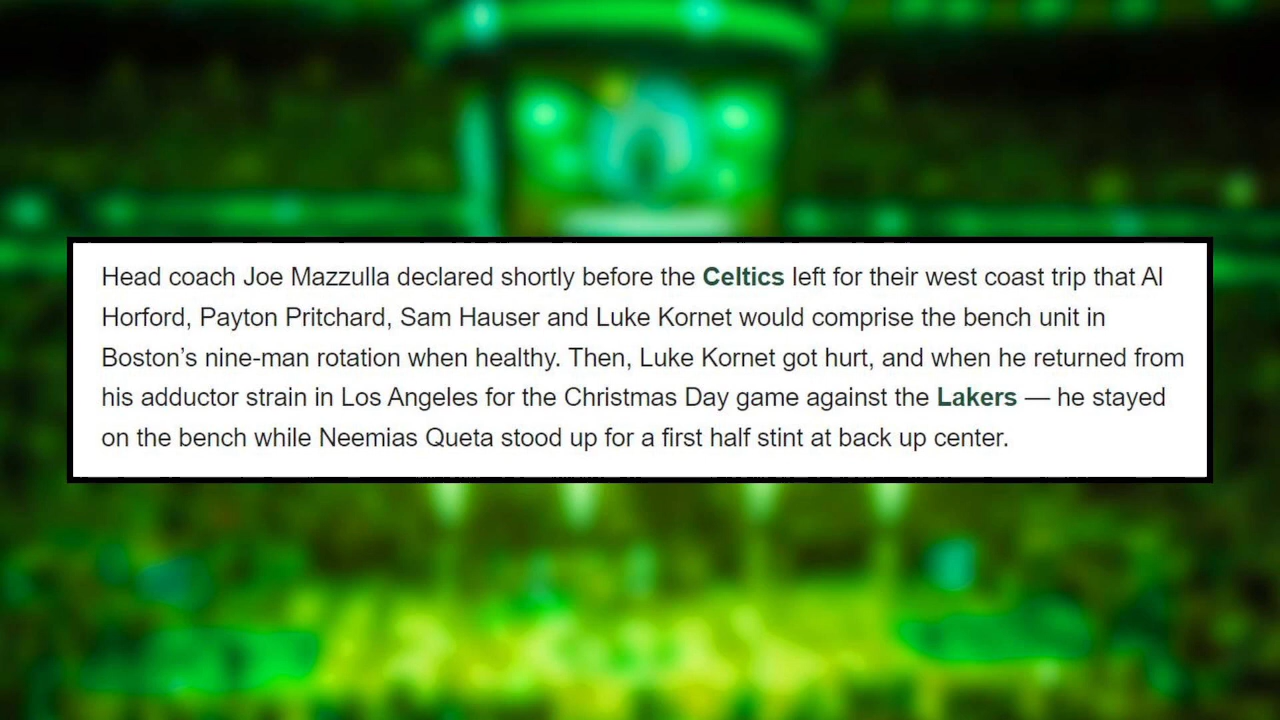 Head coach Joe Mazzulla declared shortly before the Celtics left for their west coast trip that Al
Horford, Payton Pritchard, Sam Hauser and Luke Kornet would comprise the bench unit in
Boston’s nine-man rotation when healthy. Then, Luke Kornet got hurt, and when he returned from
his adductor strain in Los Angeles for the Christmas Day game against the Lakers — he stayed
on the bench while Neemias Queta stood up for a first half stint at back up center.